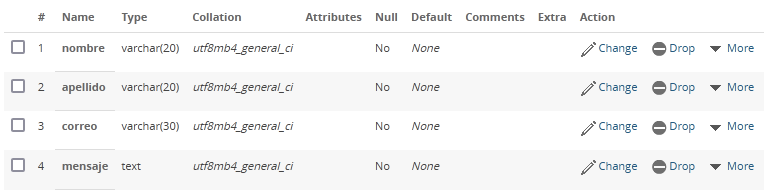 # Name Type Collation Attributes Null Default Comments Extra Action
1 nombre varchar(20) utf8mb4_general_ci No None Change Drop More
2 apellido varchar(20) utf8mb4_general_ci No None Change Drop More
3 correo varchar(30) utf8mb4_general_ci No None Change Drop More
4 mensaje text utf8mb4_general_ci No None Change Drop More